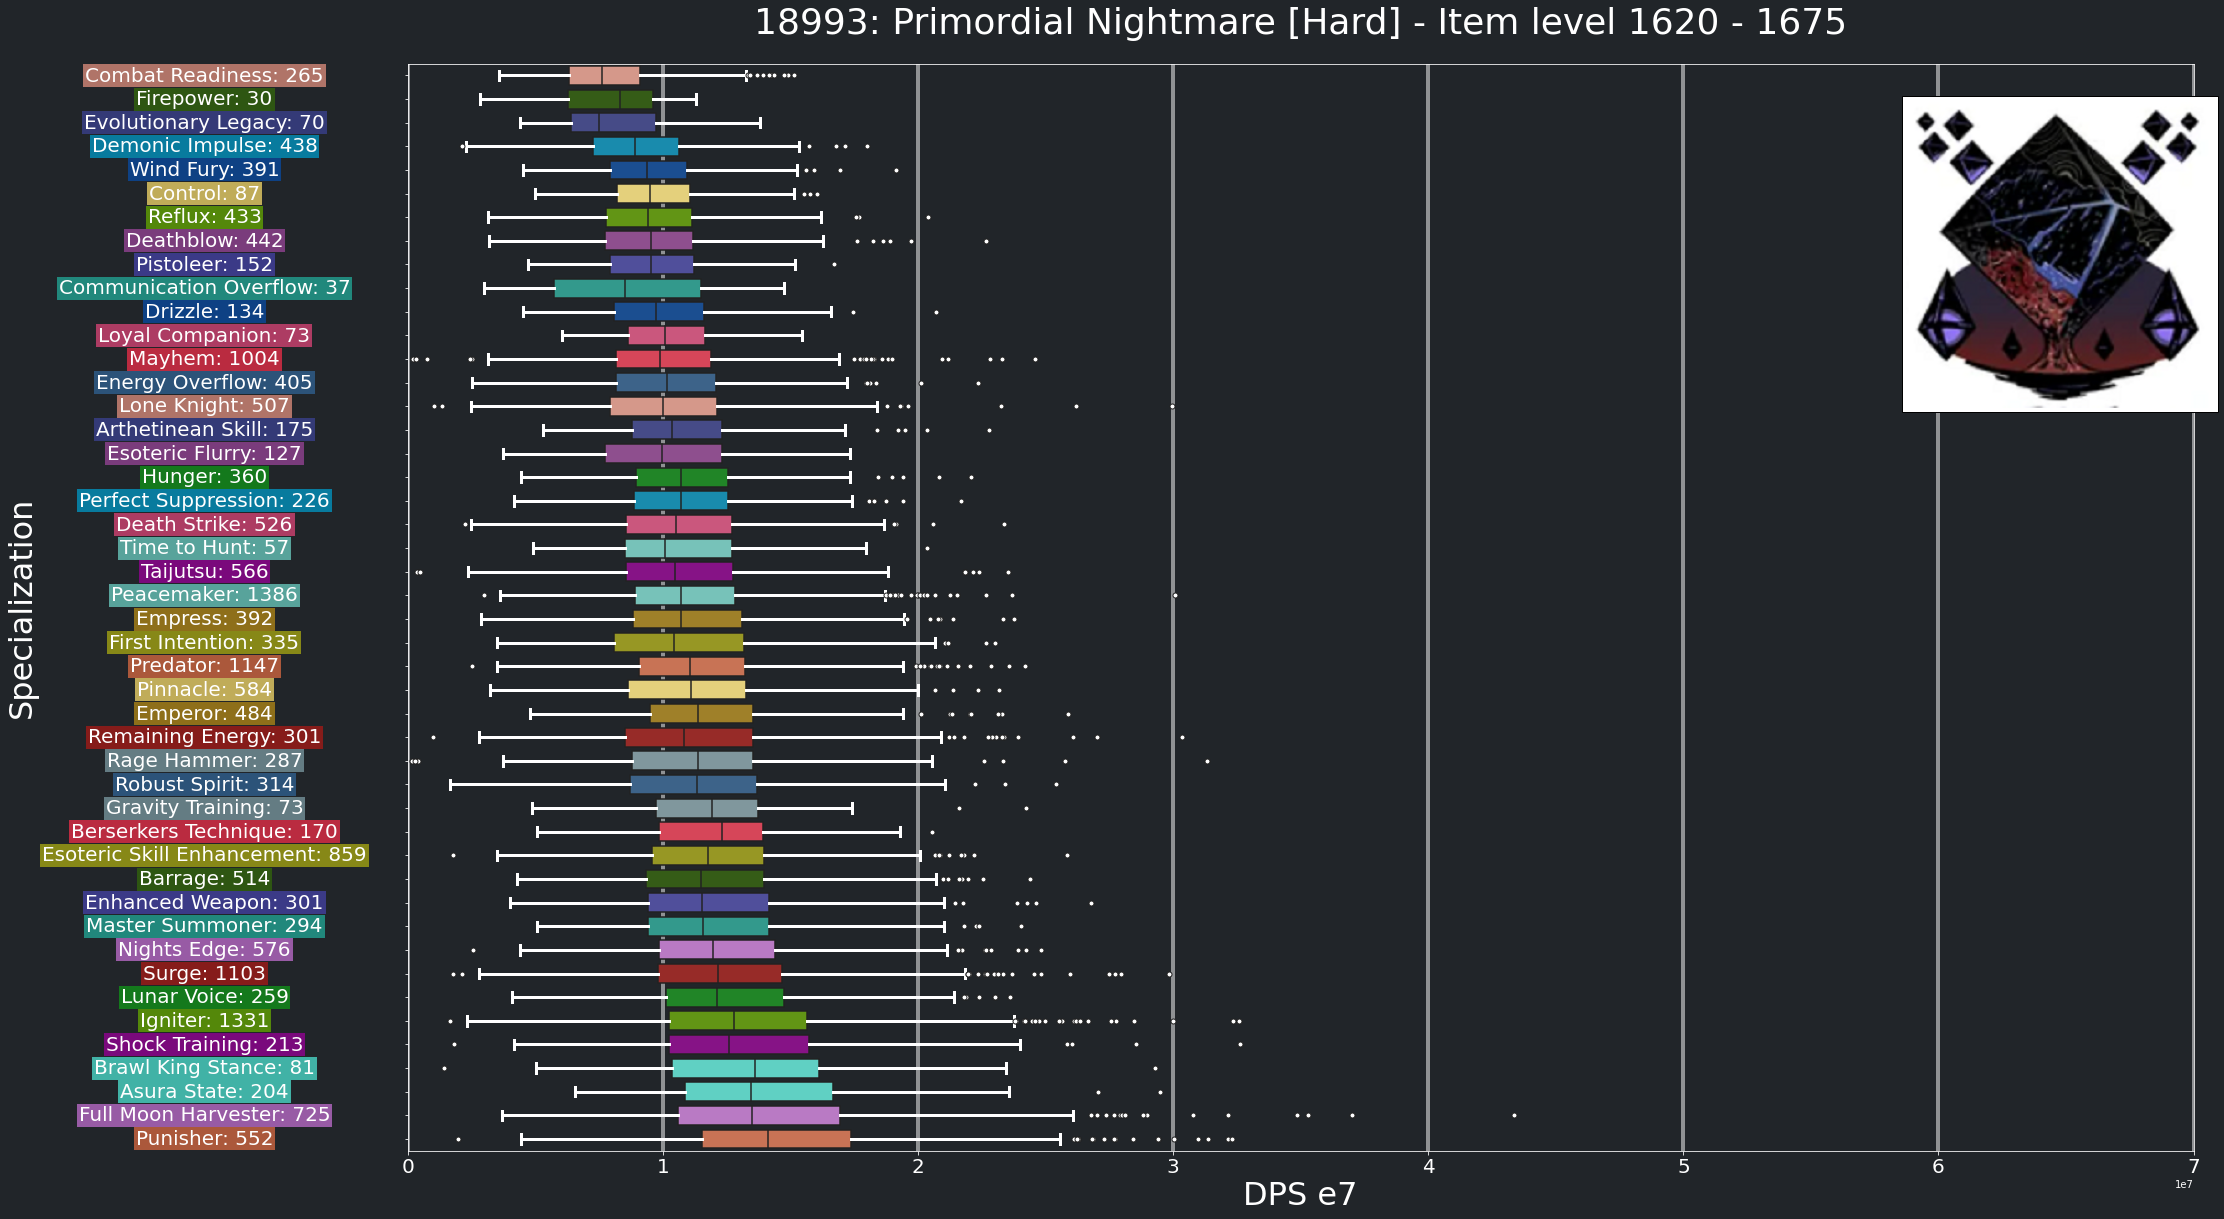 18993: Primordial Nightmare [Hard] - Item level 1620 - 1675
Specialization
Combat Readiness: 265
Firepower: 30
Evolutionary Legacy: 70
Demonic Impulse: 438
Wind Fury: 391
Control: 87
Reflux: 433
Deathblow: 442
Pistoleer: 152
Communication Overflow: 37
Drizzle: 134
Loyal Companion: 73
Mayhem: 1004
Energy Overflow: 405
Lone Knight: 507
Arthetinean Skill: 175
Esoteric Flurry: 127
Hunger: 360
Perfect Suppression: 226
Death Strike: 526
Time to Hunt: 57
Taijutsu: 566
Peacemaker: 1386
Empress: 392
First Intention: 335
Predator: 1147
Pinnacle: 584
Emperor: 484
Remaining Energy: 301
Rage Hammer: 287
Robust Spirit: 314
Gravity Training: 73
Berserkers Technique: 170
Esoteric Skill Enhancement: 859
Barrage: 514
Enhanced Weapon: 301
Master Summoner: 294
Nights Edge: 576
Surge: 1103
Lunar Voice: 259
Igniter: 1331
Shock Training: 213
Brawl King Stance: 81
Asura State: 204
Full Moon Harvester: 725
Punisher: 552
0 1 2 3 4 5 6 7
1e7
DPS e7